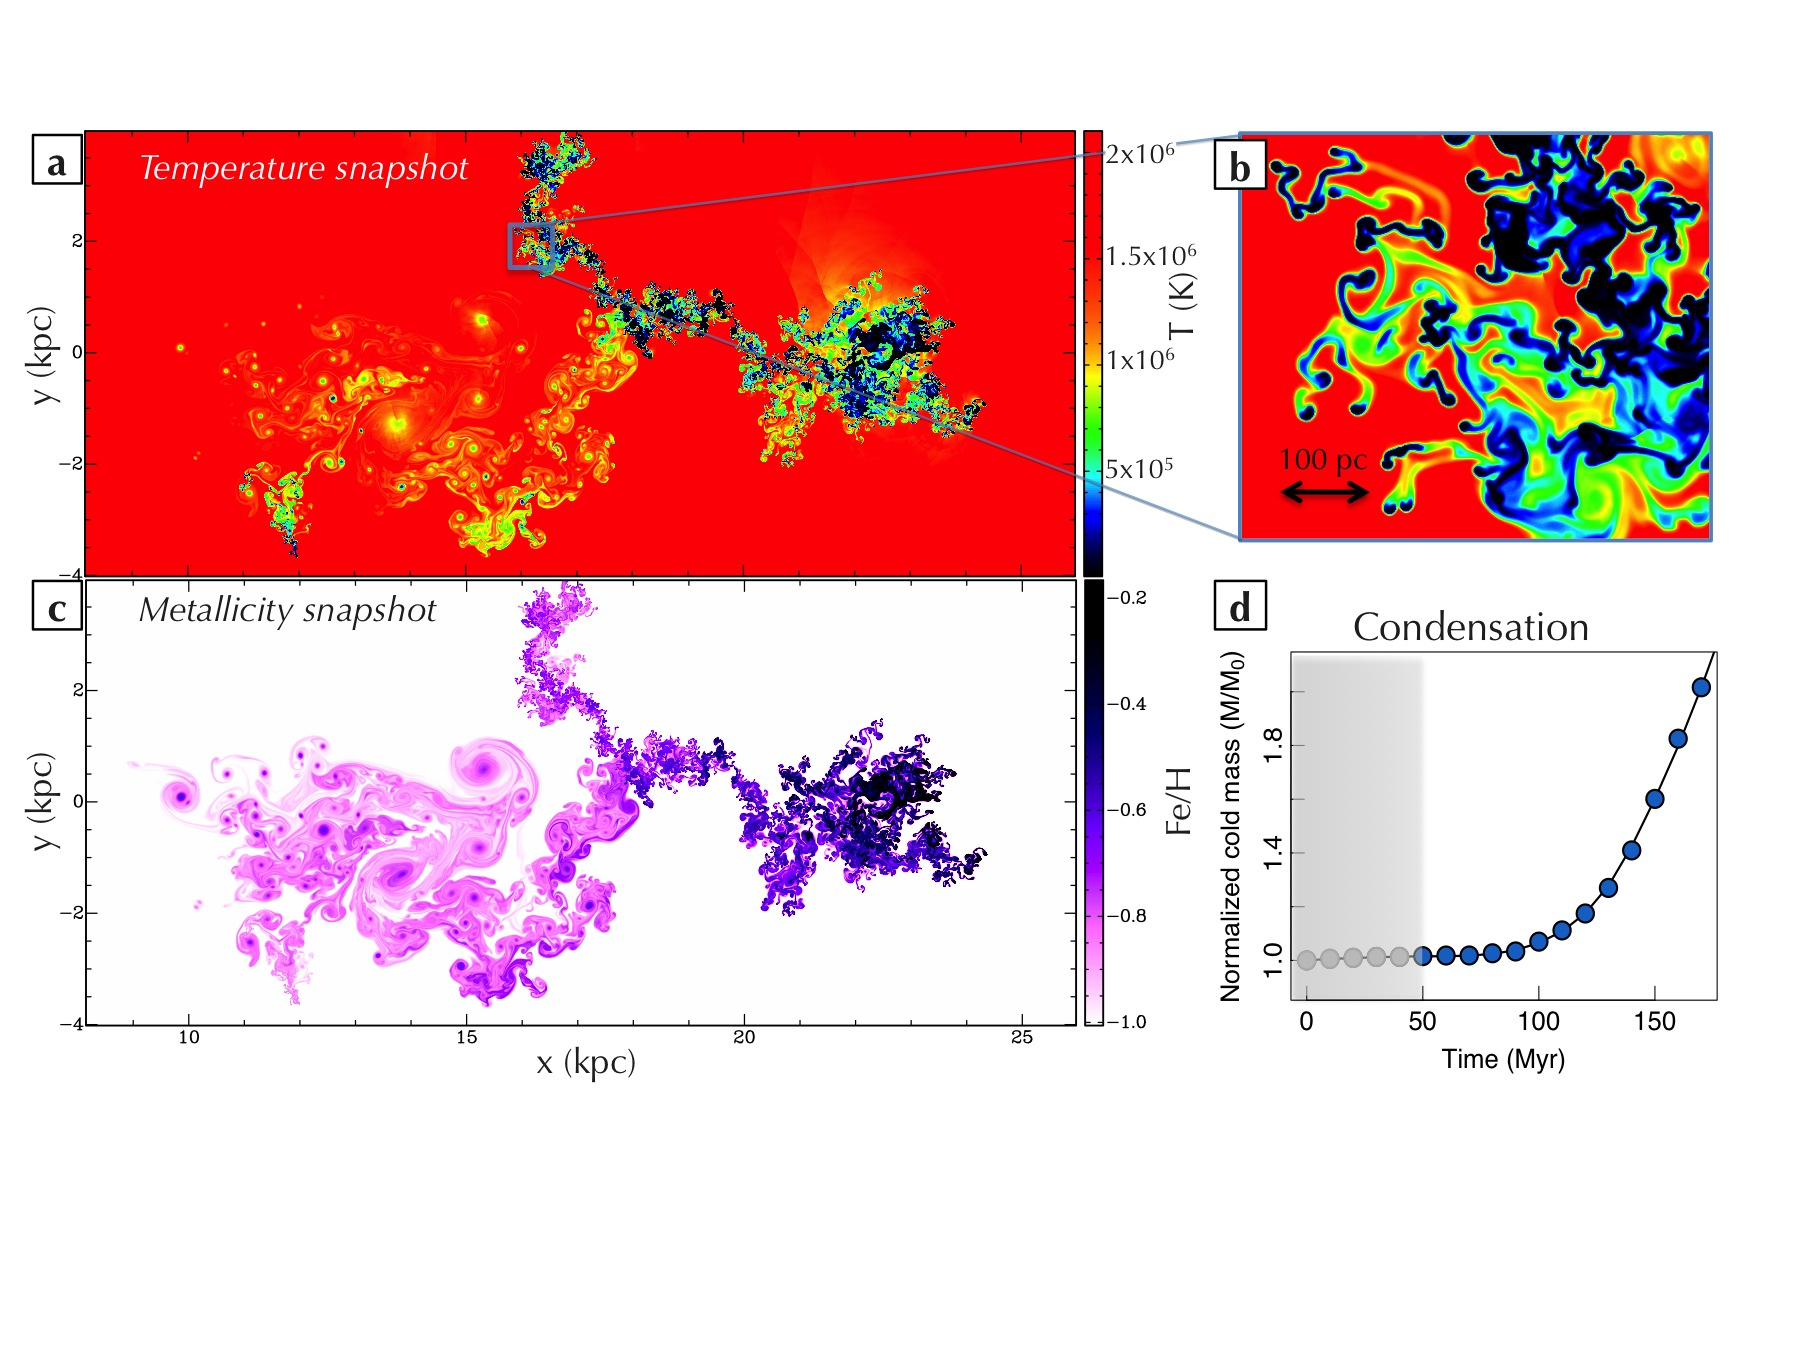 a
Temperature snapshot
2
0
−2
−4
y (kpc)
2x10⁶
1.5x10⁶
1x10⁶
5x10⁵
T (K)
b
100 pc
c
Metallicity snapshot
2
0
−2
−4
y (kpc)
10
15
20
25
x (kpc)
−0.2
−0.4
−0.6
−0.8
−1.0
Fe/H
d
Condensation
1.8
1.4
1.0
Normalized cold mass (M/M₀)
0
50
100
150
Time (Myr)